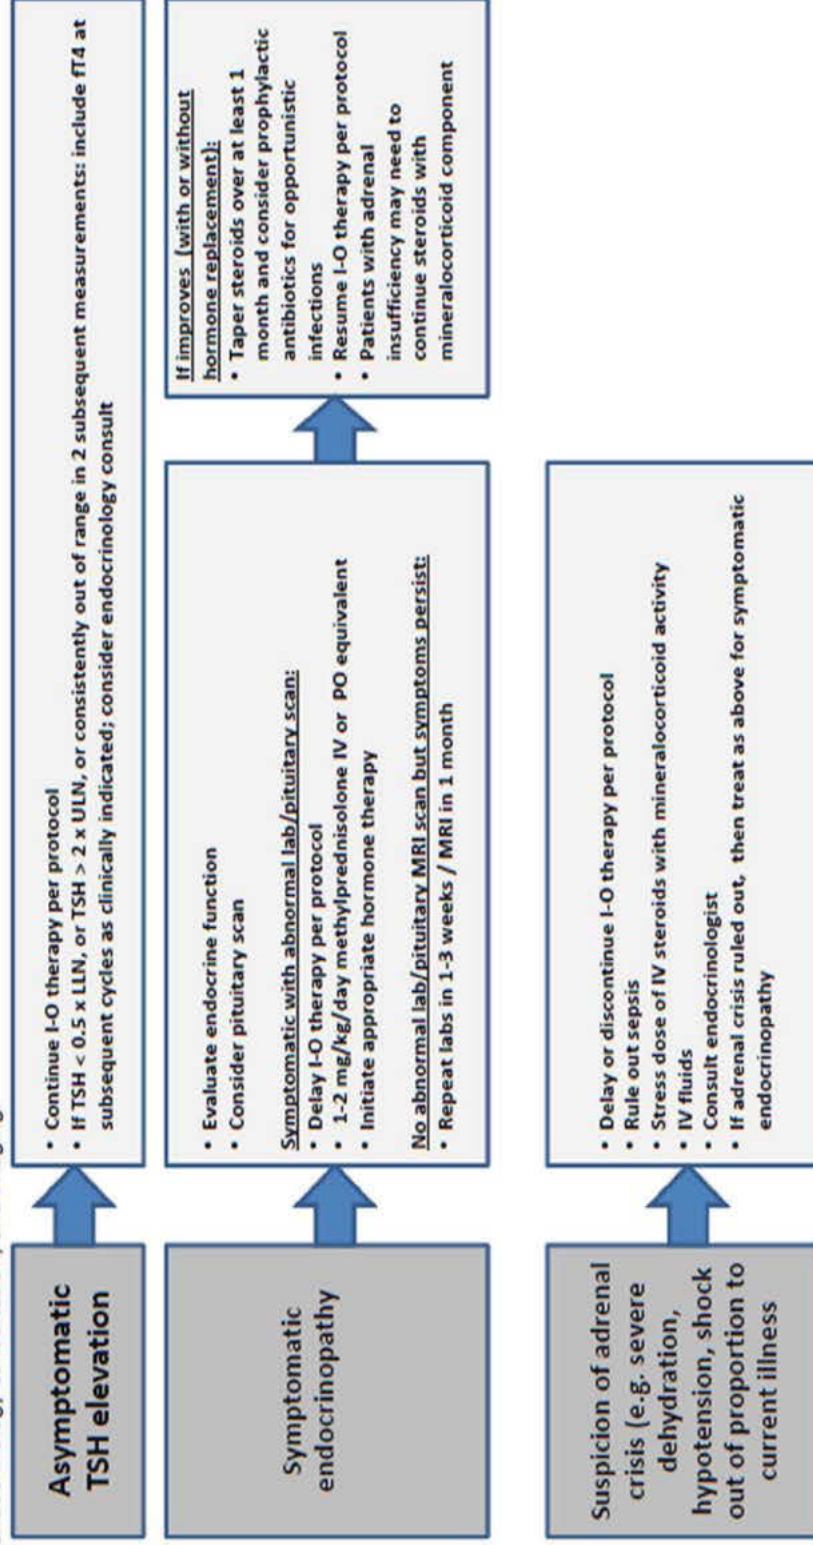 Asymptomatic
TSH elevation
• Continue I-O therapy per protocol
• If TSH < 0.5 x LLN, or TSH > 2 x ULN, or consistently out of range in 2 subsequent measurements: include fT4 at
subsequent cycles as clinically indicated; consider endocrinology consult
Symptomatic
endocrinopathy
• Evaluate endocrine function
• Consider pituitary scan
Symptomatic with abnormal lab/pituitary scan:
• Delay I-O therapy per protocol
• 1-2 mg/kg/day methylprednisolone IV or PO equivalent
• Initiate appropriate hormone therapy
No abnormal lab/pituitary MRI scan but symptoms persist:
• Repeat labs in 1-3 weeks / MRI in 1 month
If improves (with or without
hormone replacement):
• Taper steroids over at least 1
month and consider prophylactic
antibiotics for opportunistic
infections
• Resume I-O therapy per protocol
• Patients with adrenal
insufficiency may need to
continue steroids with
mineralocorticoid component
Suspicion of adrenal
crisis (e.g. severe
dehydration,
hypotension, shock
out of proportion to
current illness
• Delay or discontinue I-O therapy per protocol
• Rule out sepsis
• Stress dose of IV steroids with mineralocorticoid activity
• IV fluids
• Consult endocrinologist
• If adrenal crisis ruled out, then treat as above for symptomatic
endocrinopathy